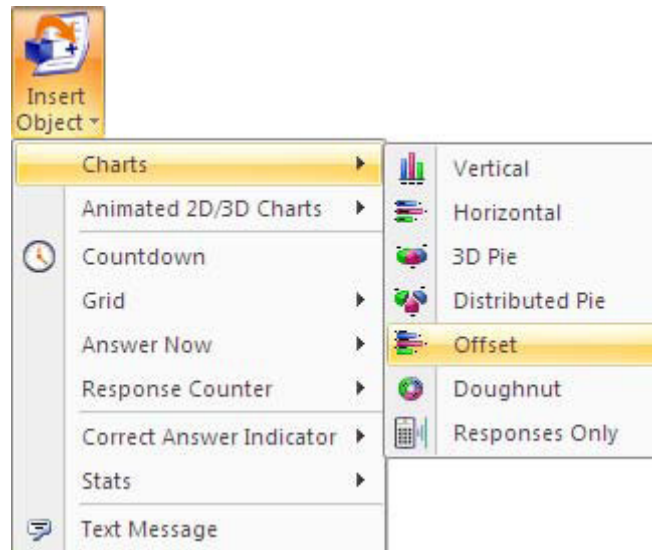 Insert
Object
Charts
Animated 2D/3D Charts
Countdown
Grid
Answer Now
Response Counter
Correct Answer Indicator
Stats
Text Message
Vertical
Horizontal
3D Pie
Distributed Pie
Offset
Doughnut
Responses Only